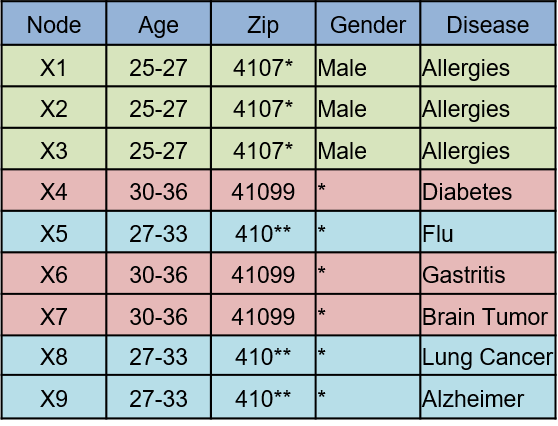 Node Age Zip Gender Disease
X1 25-27 4107* Male Allergies
X2 25-27 4107* Male Allergies
X3 25-27 4107* Male Allergies
X4 30-36 41099 * Diabetes
X5 27-33 410** * Flu
X6 30-36 41099 * Gastritis
X7 30-36 41099 * Brain Tumor
X8 27-33 410** * Lung Cancer
X9 27-33 410** * Alzheimer